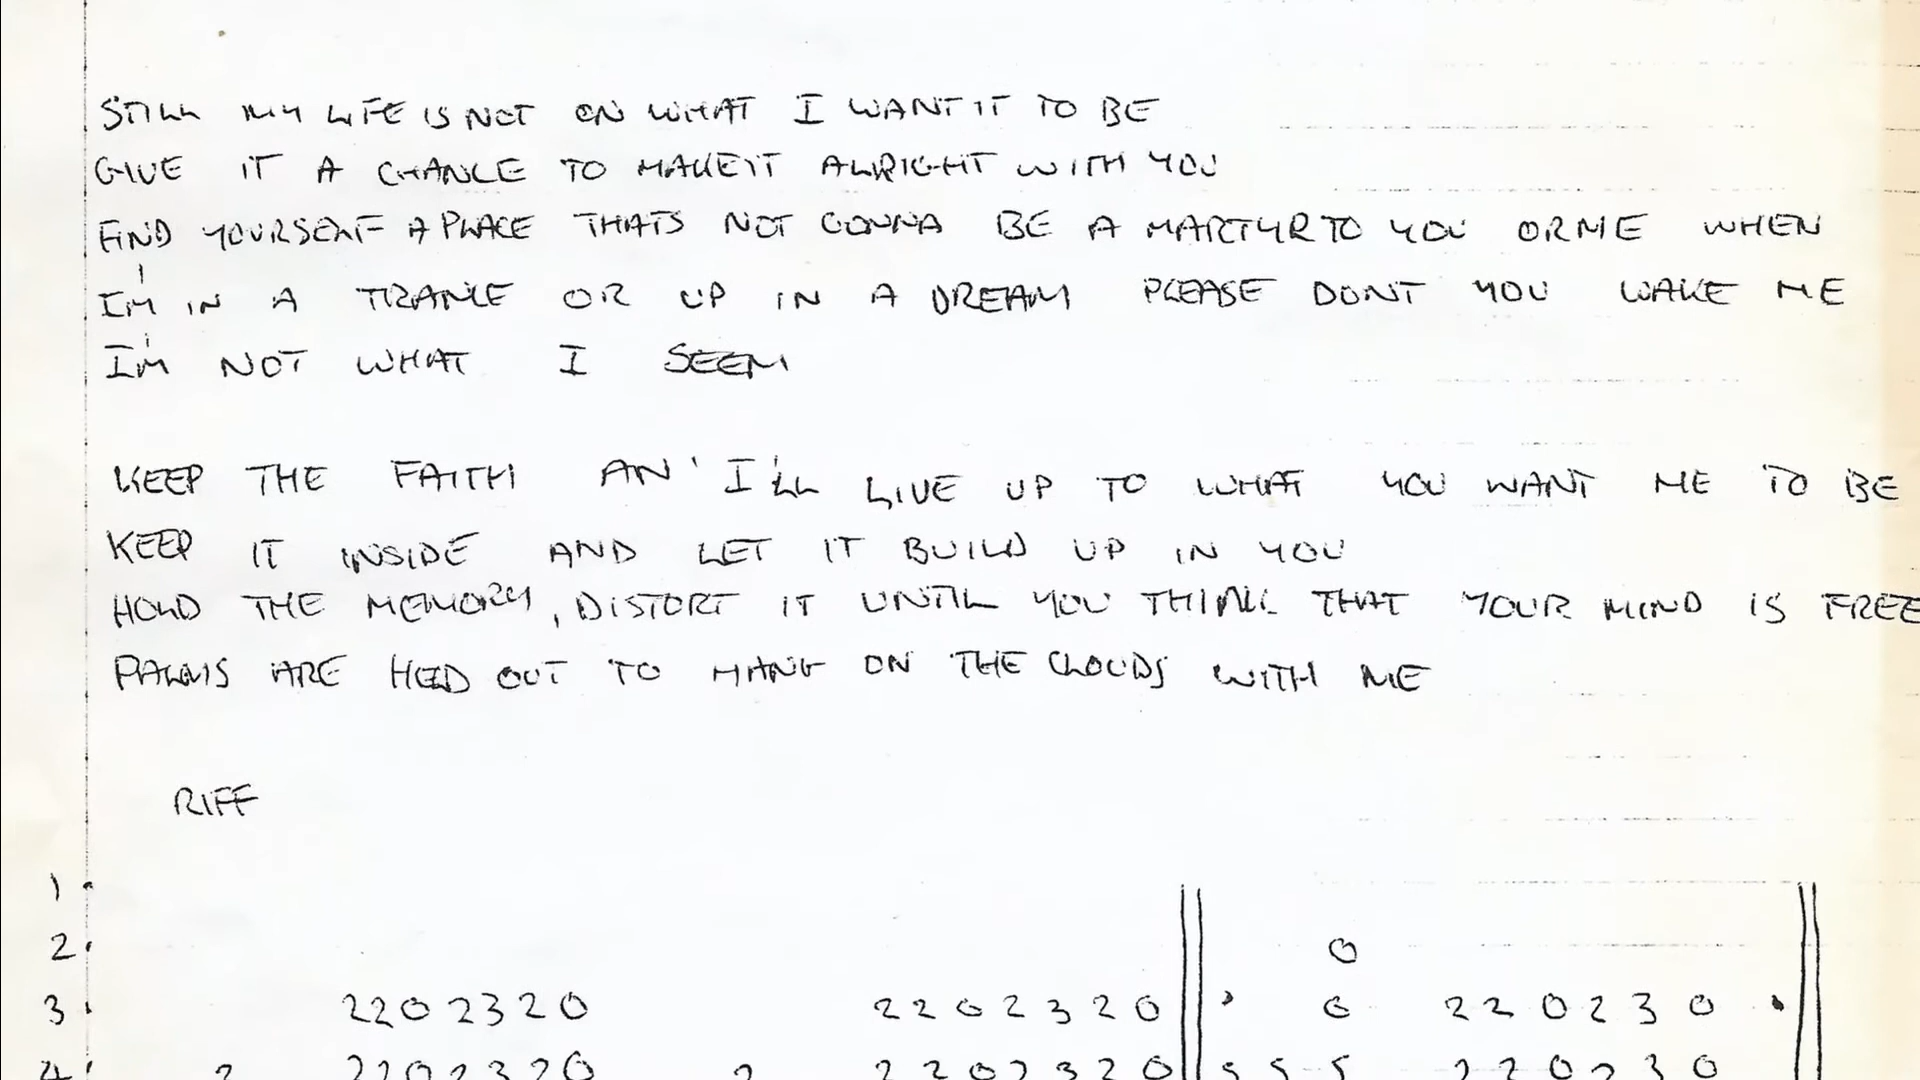 STILL MY LIFE IS NOT ON WHAT I WANT IT TO BE
GIVE IT A CHANCE TO MAKE IT ALRIGHT WITH YOU
FIND YOURSELF A PLACE THATS NOT GONNA BE A MARTYR TO YOU OR ME WHEN
I'M IN A TRANCE OR UP IN A DREAM PLEASE DONT YOU WAKE ME
I'M NOT WHAT I SEEM
KEEP THE FAITH AN' I'LL LIVE UP TO WHAT YOU WANT ME TO BE
KEEP IT INSIDE AND LET IT BUILD UP IN YOU
HOLD THE MEMORY, DISTORT IT UNTIL YOU THINK THAT YOUR MIND IS FREE
PALMS ARE HELD OUT TO HANG ON THE CLOUDS WITH ME
RIFF
1
2 0
3 2202320 2202320 0 220230
4 2 2202320 2 2202320 5 5 5 220230